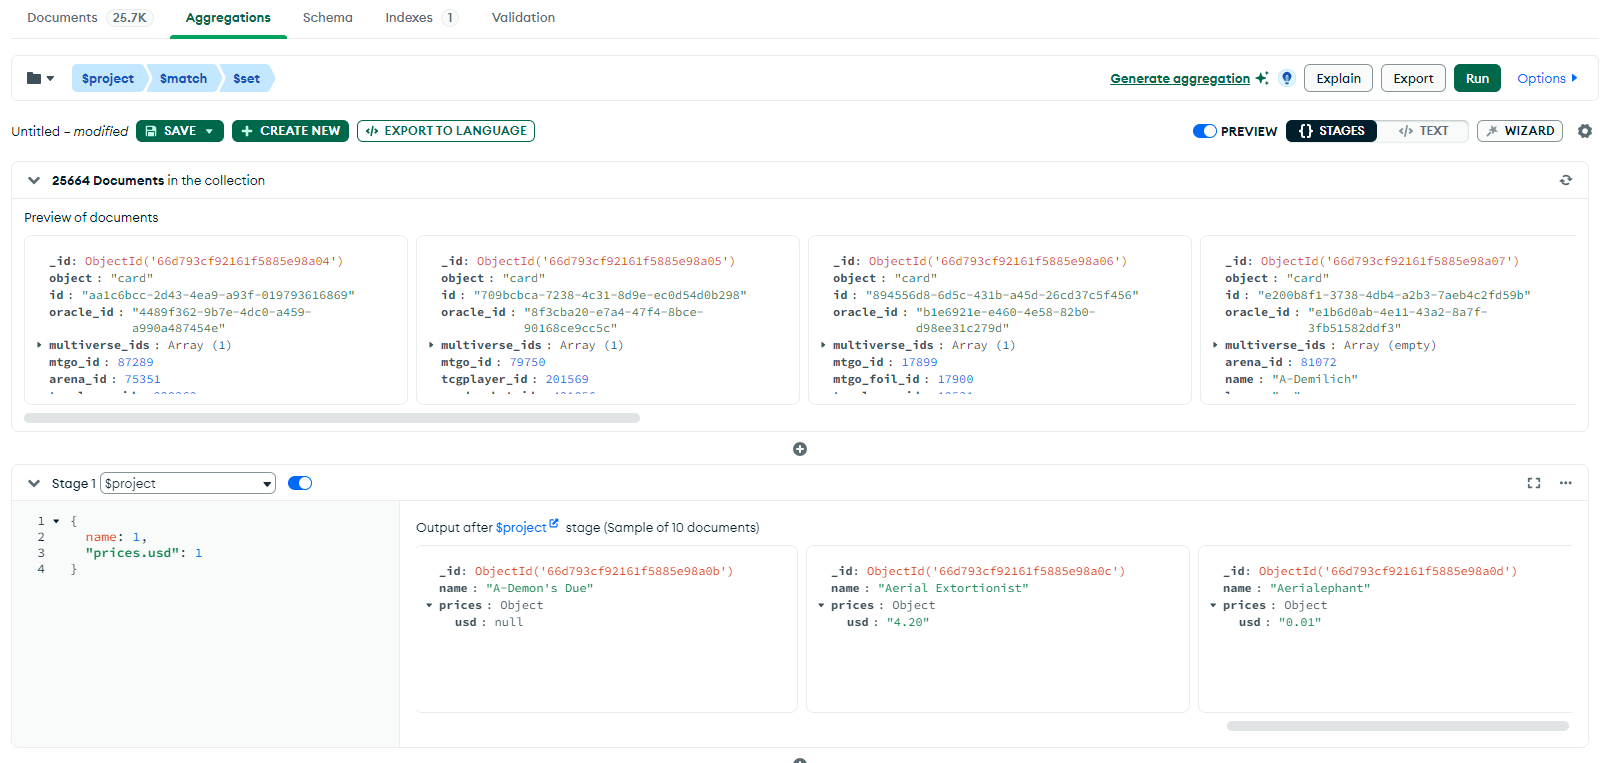 Documents 25.7K Aggregations Schema Indexes 1 Validation
$project $match $set Generate aggregation Explain Export Run Options
Untitled – modified SAVE CREATE NEW EXPORT TO LANGUAGE PREVIEW {} STAGES </> TEXT WIZARD
25664 Documents in the collection
Preview of documents
_id: ObjectId('66d793cf92161f5885e98a04')
object : "card"
id : "aa1c6bcc-2d43-4ea9-a93f-019793616869"
oracle_id : "4489f362-9b7e-4dc0-a459-
a990a487454e"
multiverse_ids : Array (1)
mtgo_id : 87289
arena_id : 75351
_id: ObjectId('66d793cf92161f5885e98a05')
object : "card"
id : "709bcbca-7238-4c31-8d9e-ec0d54d0b298"
oracle_id : "8f3cba20-e7a4-47f4-8bce-
90168ce9cc5c"
multiverse_ids : Array (1)
mtgo_id : 79750
tcgplayer_id : 201569
_id: ObjectId('66d793cf92161f5885e98a06')
object : "card"
id : "894556d8-6d5c-431b-a45d-26cd37c5f456"
oracle_id : "b1e6921e-e460-4e58-82b0-
d98ee31c279d"
multiverse_ids : Array (1)
mtgo_id : 17899
mtgo_foil_id : 17900
_id: ObjectId('66d793cf92161f5885e98a07')
object : "card"
id : "e200b8f1-3738-4db4-a2b3-7aeb4c2fd59b"
oracle_id : "e1b6d0ab-4e11-43a2-8a7f-
3fb51582ddf3"
multiverse_ids : Array (empty)
arena_id : 81072
name : "A-Demilich"
Stage 1 $project
1 {
2 name: 1,
3 "prices.usd": 1
4 }
Output after $project stage (Sample of 10 documents)
_id: ObjectId('66d793cf92161f5885e98a0b')
name : "A-Demon's Due"
prices : Object
usd : null
_id: ObjectId('66d793cf92161f5885e98a0c')
name : "Aerial Extortionist"
prices : Object
usd : "4.20"
_id: ObjectId('66d793cf92161f5885e98a0d')
name : "Aerialephant"
prices : Object
usd : "0.01"